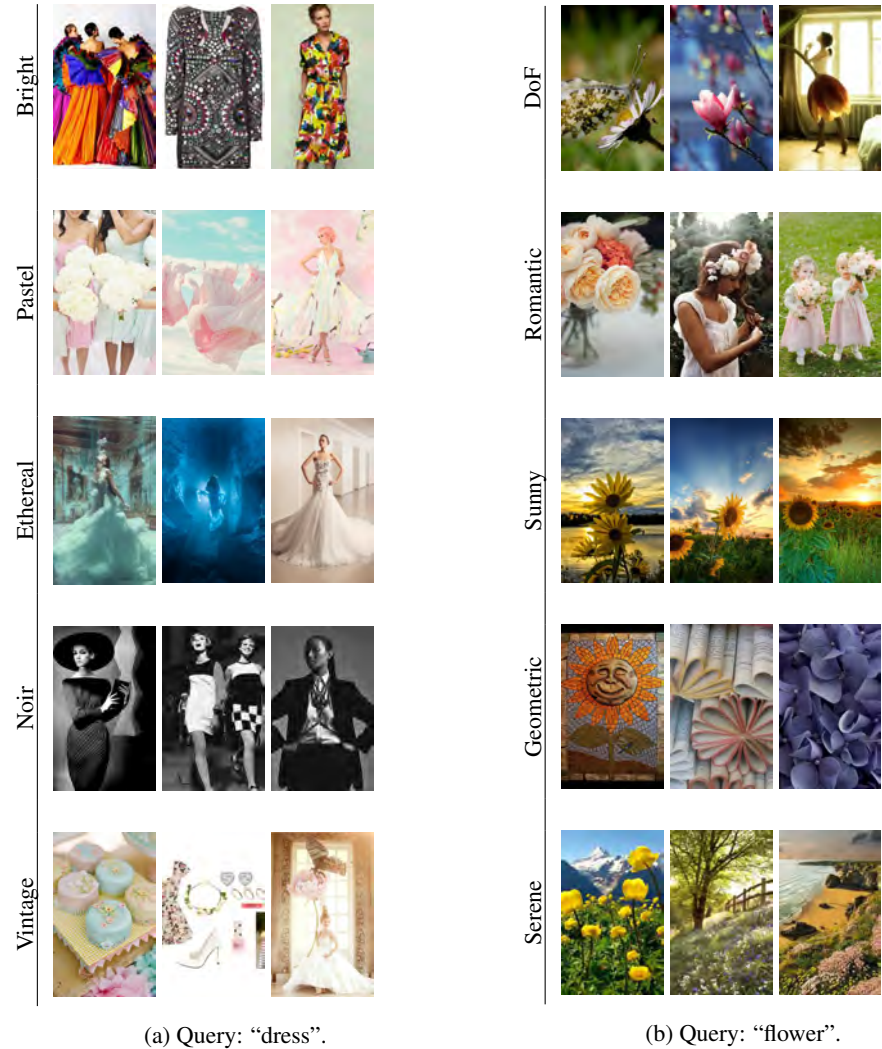 Bright
Pastel
Ethereal
Noir
Vintage
(a) Query: “dress”.
DoF
Romantic
Sunny
Geometric
Serene
(b) Query: “flower”.